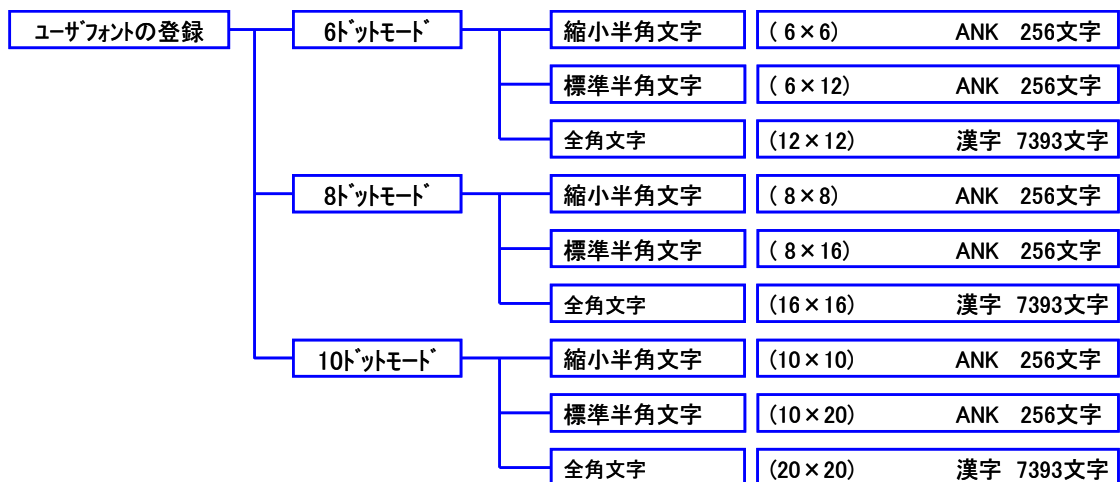 ﾕｰｻﾞﾌｫﾝﾄの登録 6ﾄﾞｯﾄﾓｰﾄﾞ 縮小半角文字 ( 6×6) ANK 256文字
標準半角文字 ( 6×12) ANK 256文字
全角文字 (12×12) 漢字 7393文字
8ﾄﾞｯﾄﾓｰﾄﾞ 縮小半角文字 ( 8×8) ANK 256文字
標準半角文字 ( 8×16) ANK 256文字
全角文字 (16×16) 漢字 7393文字
10ﾄﾞｯﾄﾓｰﾄﾞ 縮小半角文字 (10×10) ANK 256文字
標準半角文字 (10×20) ANK 256文字
全角文字 (20×20) 漢字 7393文字